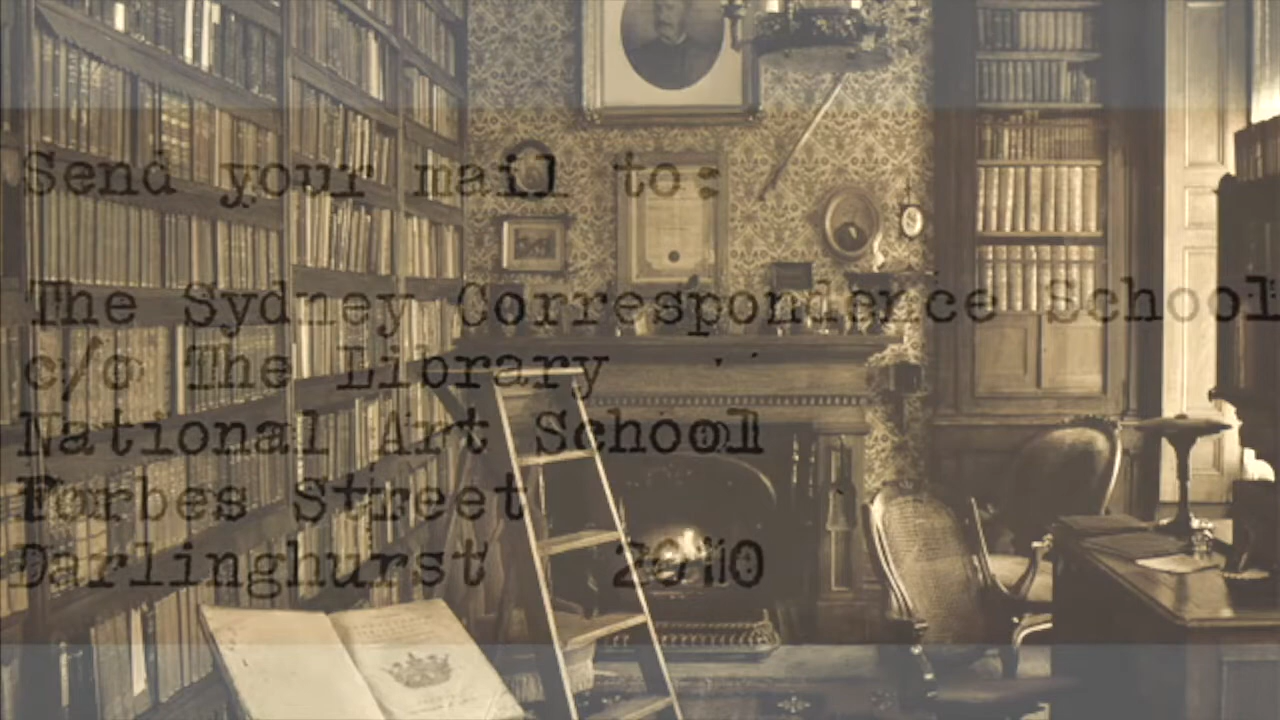 Send your mail to:
The Sydney Correspondence School
c/o The Library
National Art School
Forbes Street
Darlinghurst 2010